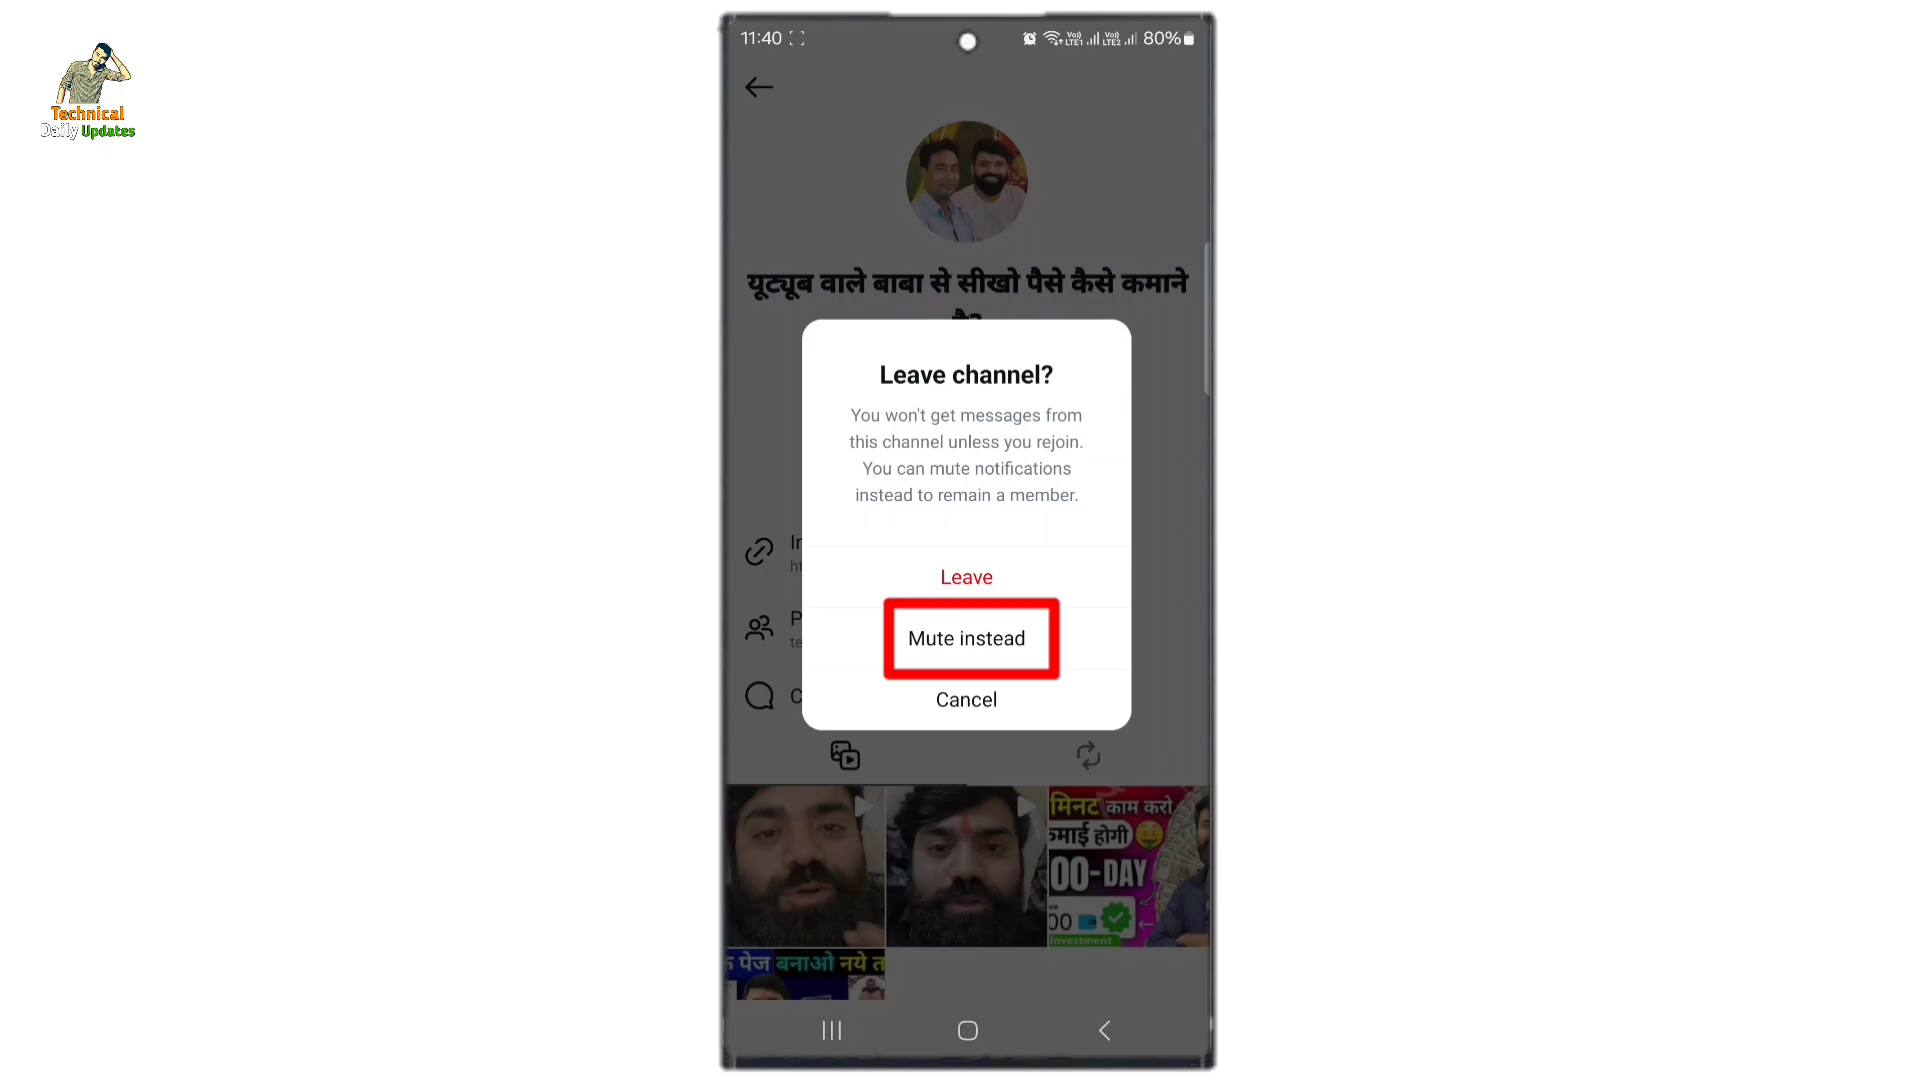 Technical
Daily Updates
11:40
80%
यूट्यूब वाले बाबा से सीखो पैसे कैसे कमाने
Leave channel?
You won't get messages from
this channel unless you rejoin.
You can mute notifications
instead to remain a member.
Leave
Mute instead
Cancel
मिनट काम करो
कमाई होगी
00-DAY
00
Investment
पेज बनाओ नये